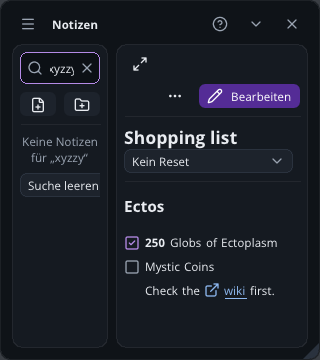 Notizen
xyzzy
Bearbeiten
Keine Notizen
für „xyzzy“
Suche leeren
Shopping list
Kein Reset
Ectos
250 Globs of Ectoplasm
Mystic Coins
Check the wiki first.